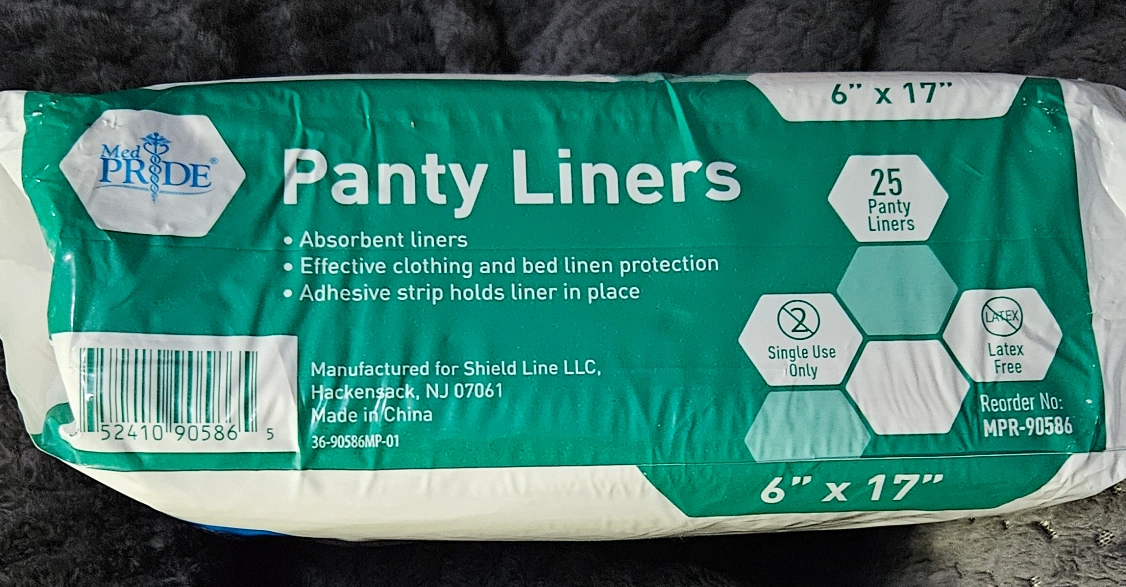 6” x 17”
Med
PRIDE®
Panty Liners
• Absorbent liners
• Effective clothing and bed linen protection
• Adhesive strip holds liner in place
25
Panty
Liners
2
Single Use
Only
LATEX
Latex
Free
Manufactured for Shield Line LLC,
Hackensack, NJ 07061
Made in China
36-90586MP-01
52410 90586 5
Reorder No:
MPR-90586
6” x 17”